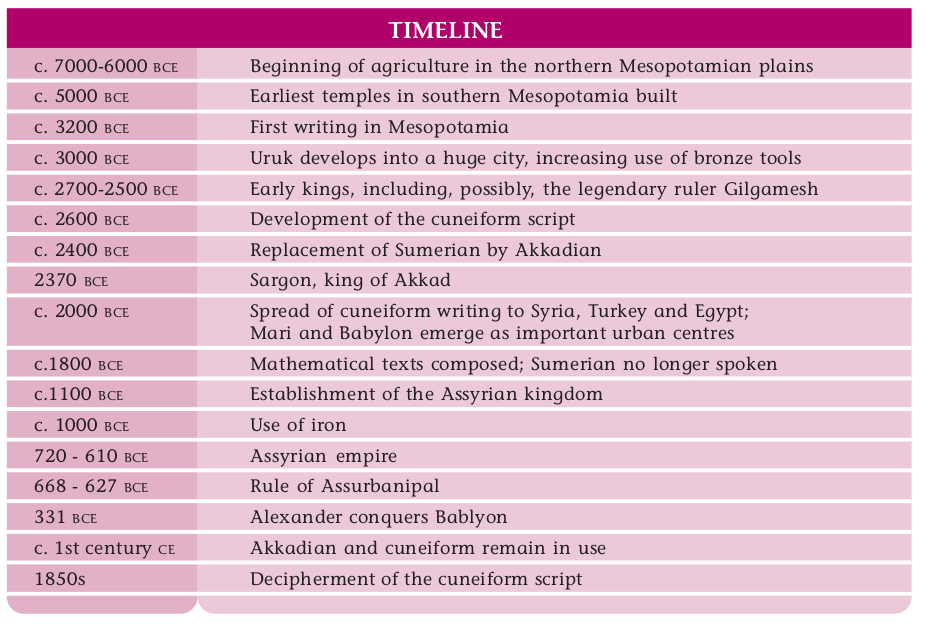 TIMELINE
c. 7000-6000 BCE Beginning of agriculture in the northern Mesopotamian plains
c. 5000 BCE Earliest temples in southern Mesopotamia built
c. 3200 BCE First writing in Mesopotamia
c. 3000 BCE Uruk develops into a huge city, increasing use of bronze tools
c. 2700-2500 BCE Early kings, including, possibly, the legendary ruler Gilgamesh
c. 2600 BCE Development of the cuneiform script
c. 2400 BCE Replacement of Sumerian by Akkadian
2370 BCE Sargon, king of Akkad
c. 2000 BCE Spread of cuneiform writing to Syria, Turkey and Egypt;
Mari and Babylon emerge as important urban centres
c.1800 BCE Mathematical texts composed; Sumerian no longer spoken
c.1100 BCE Establishment of the Assyrian kingdom
c. 1000 BCE Use of iron
720 - 610 BCE Assyrian empire
668 - 627 BCE Rule of Assurbanipal
331 BCE Alexander conquers Bablyon
c. 1st century CE Akkadian and cuneiform remain in use
1850s Decipherment of the cuneiform script